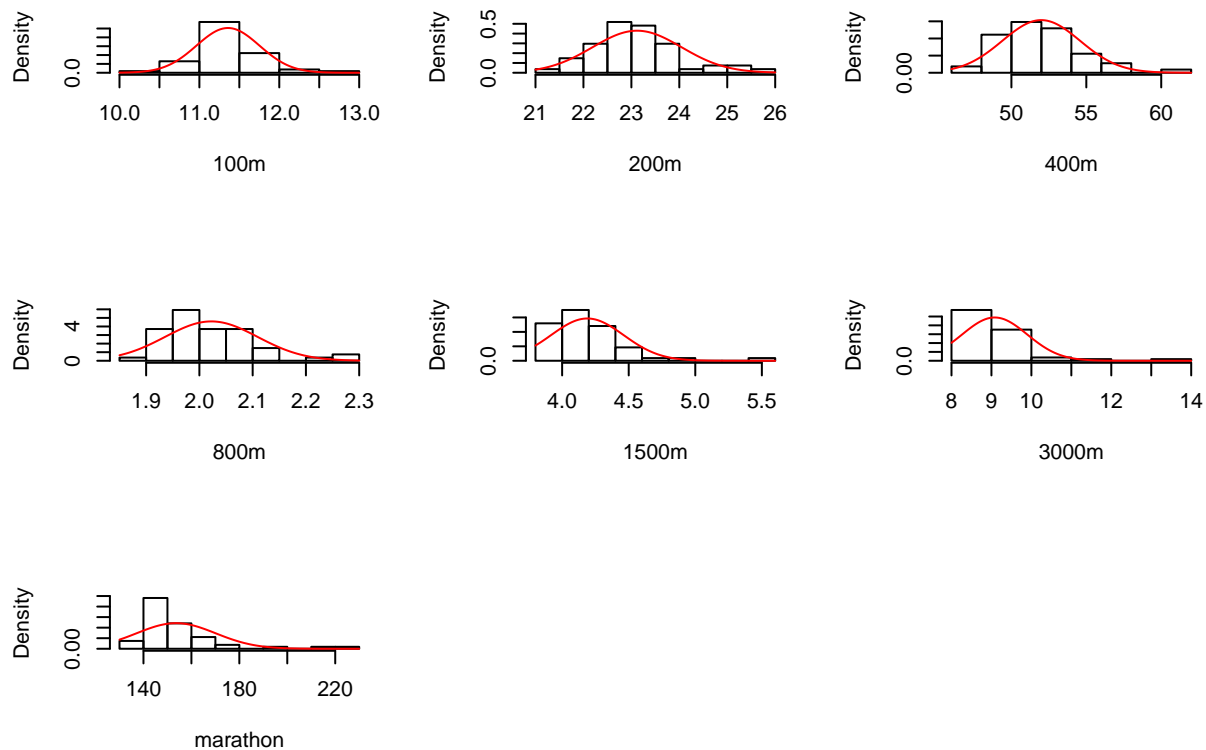 Density
0.0
10.0 11.0 12.0 13.0
100m
Density
0.0 0.5
21 22 23 24 25 26
200m
Density
0.00
50 55 60
400m
Density
0 4
1.9 2.0 2.1 2.2 2.3
800m
Density
0.0
4.0 4.5 5.0 5.5
1500m
Density
0.0
8 9 10 12 14
3000m
Density
0.00
140 180 220
marathon